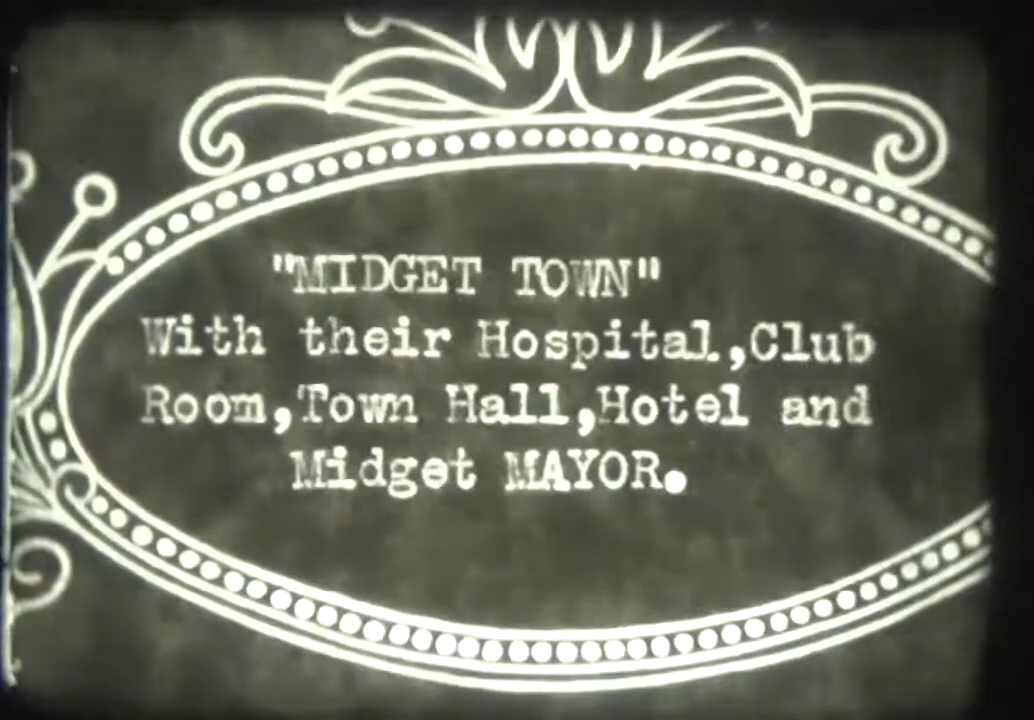 "MIDGET TOWN"
With their Hospital,Club
Room,Town Hall,Hotel and
Midget MAYOR.